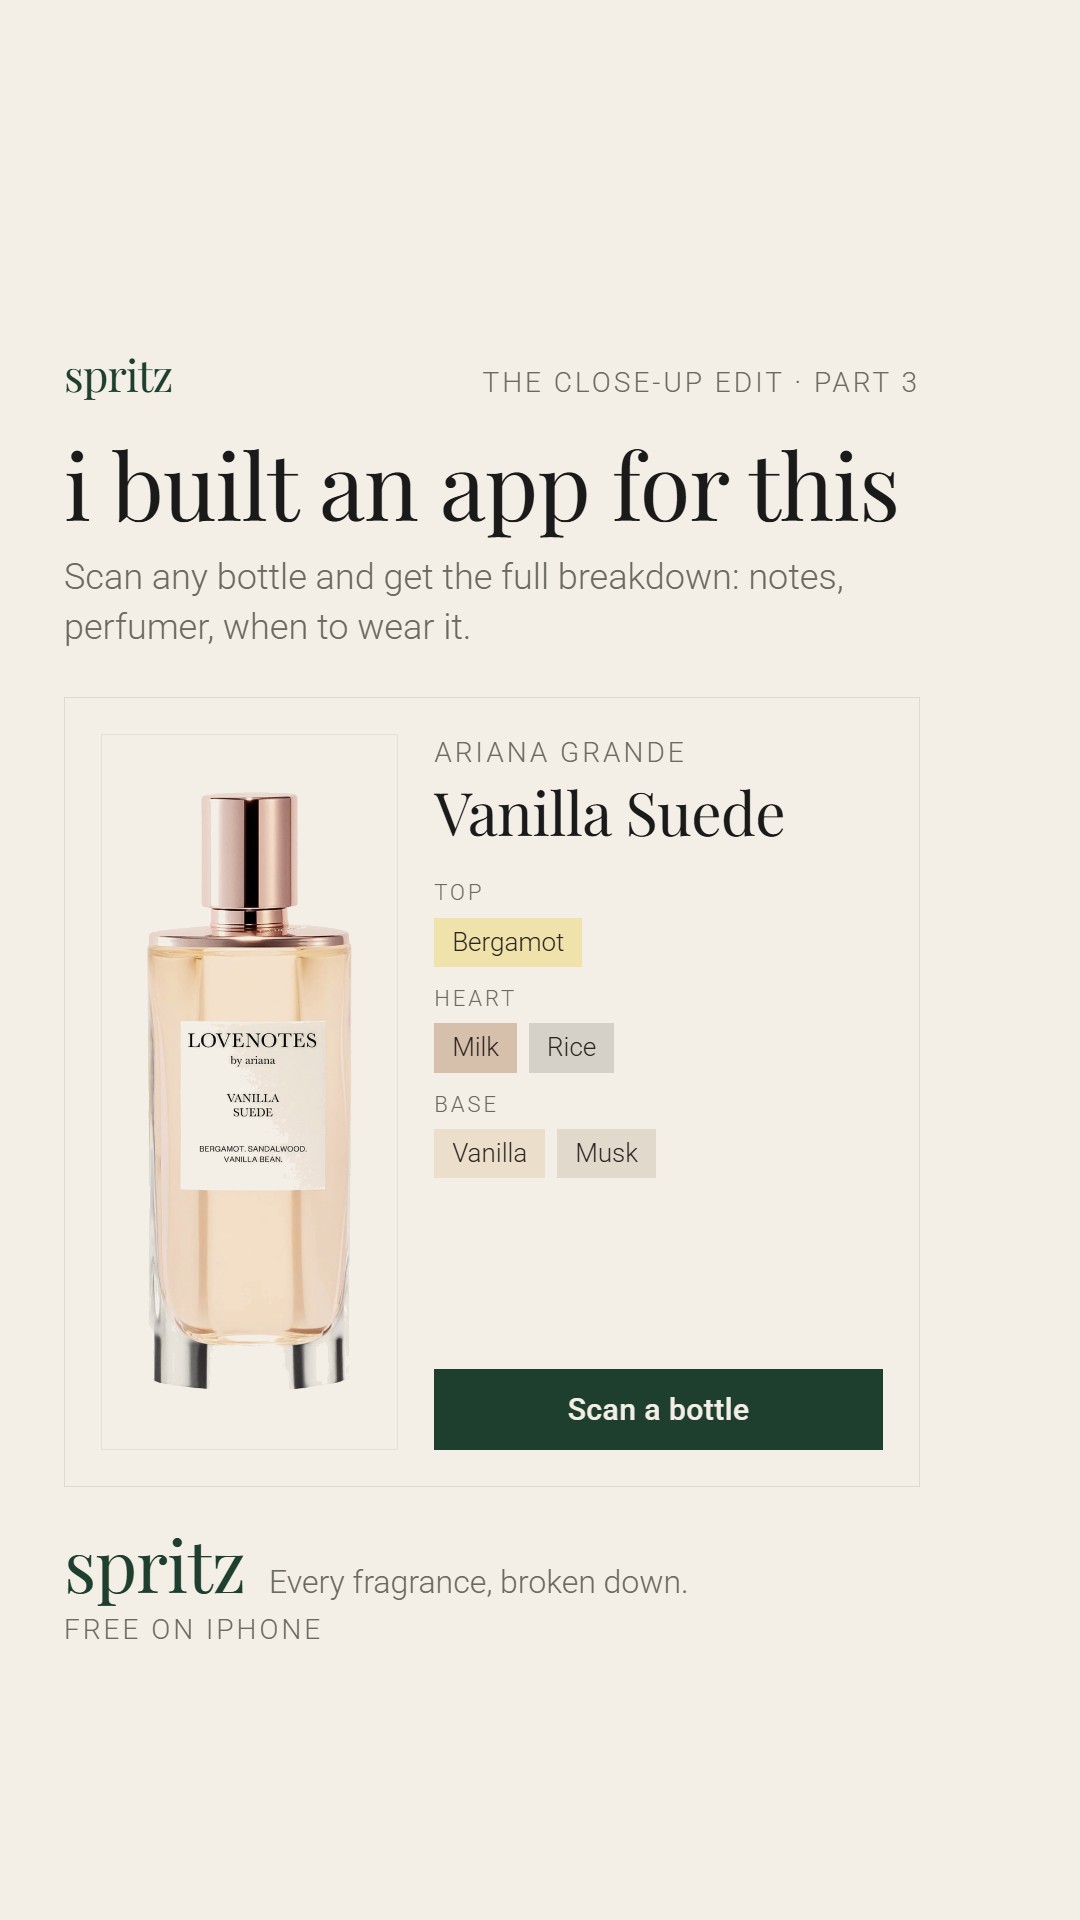 spritz
THE CLOSE-UP EDIT · PART 3
i built an app for this
Scan any bottle and get the full breakdown: notes,
perfumer, when to wear it.
ARIANA GRANDE
Vanilla Suede
TOP
Bergamot
HEART
Milk Rice
BASE
Vanilla Musk
LOVENOTES
by ariana
VANILLA
SUEDE
BERGAMOT. SANDALWOOD.
VANILLA BEAN.
Scan a bottle
spritz Every fragrance, broken down.
FREE ON IPHONE